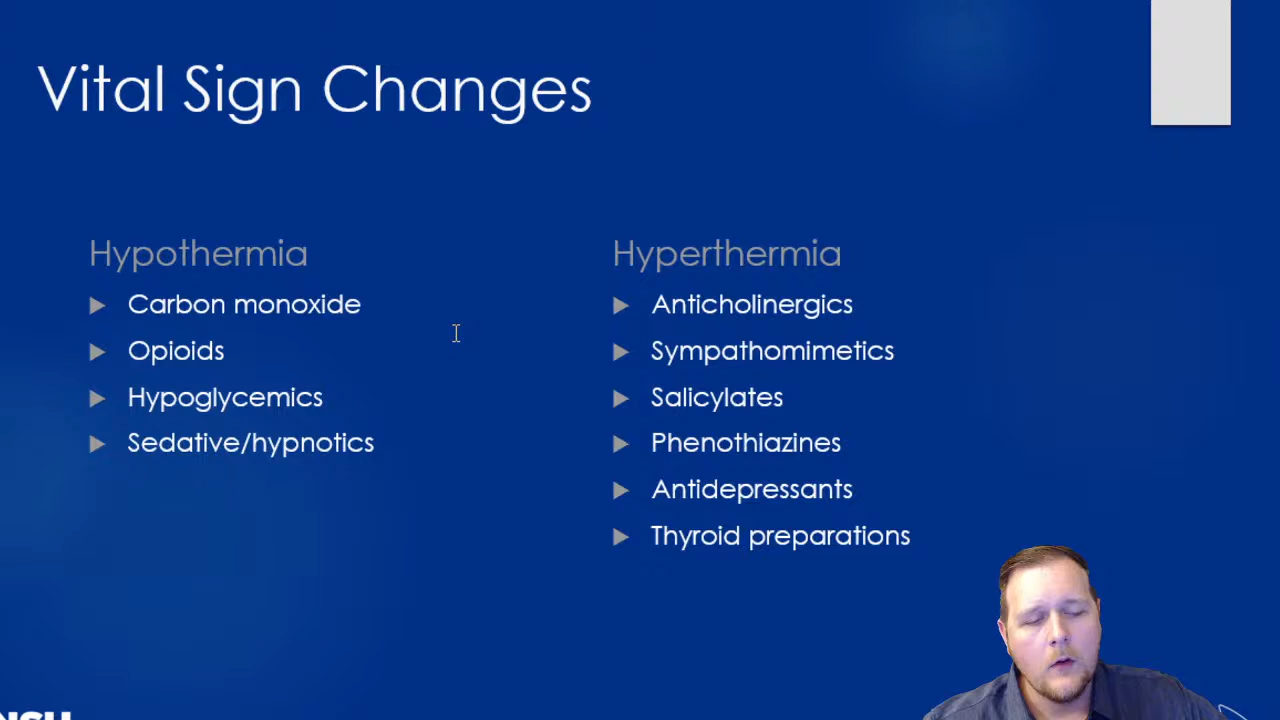 Vital Sign Changes
Hypothermia
Carbon monoxide
Opioids
Hypoglycemics
Sedative/hypnotics
Hyperthermia
Anticholinergics
Sympathomimetics
Salicylates
Phenothiazines
Antidepressants
Thyroid preparations